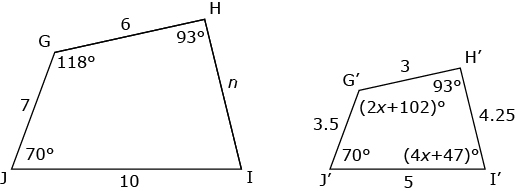 H
6
G
93°
118°
7
n
70°
J
10
I
H′
3
G′
93°
(2x+102)°
3.5
4.25
70°
(4x+47)°
J′
5
I′